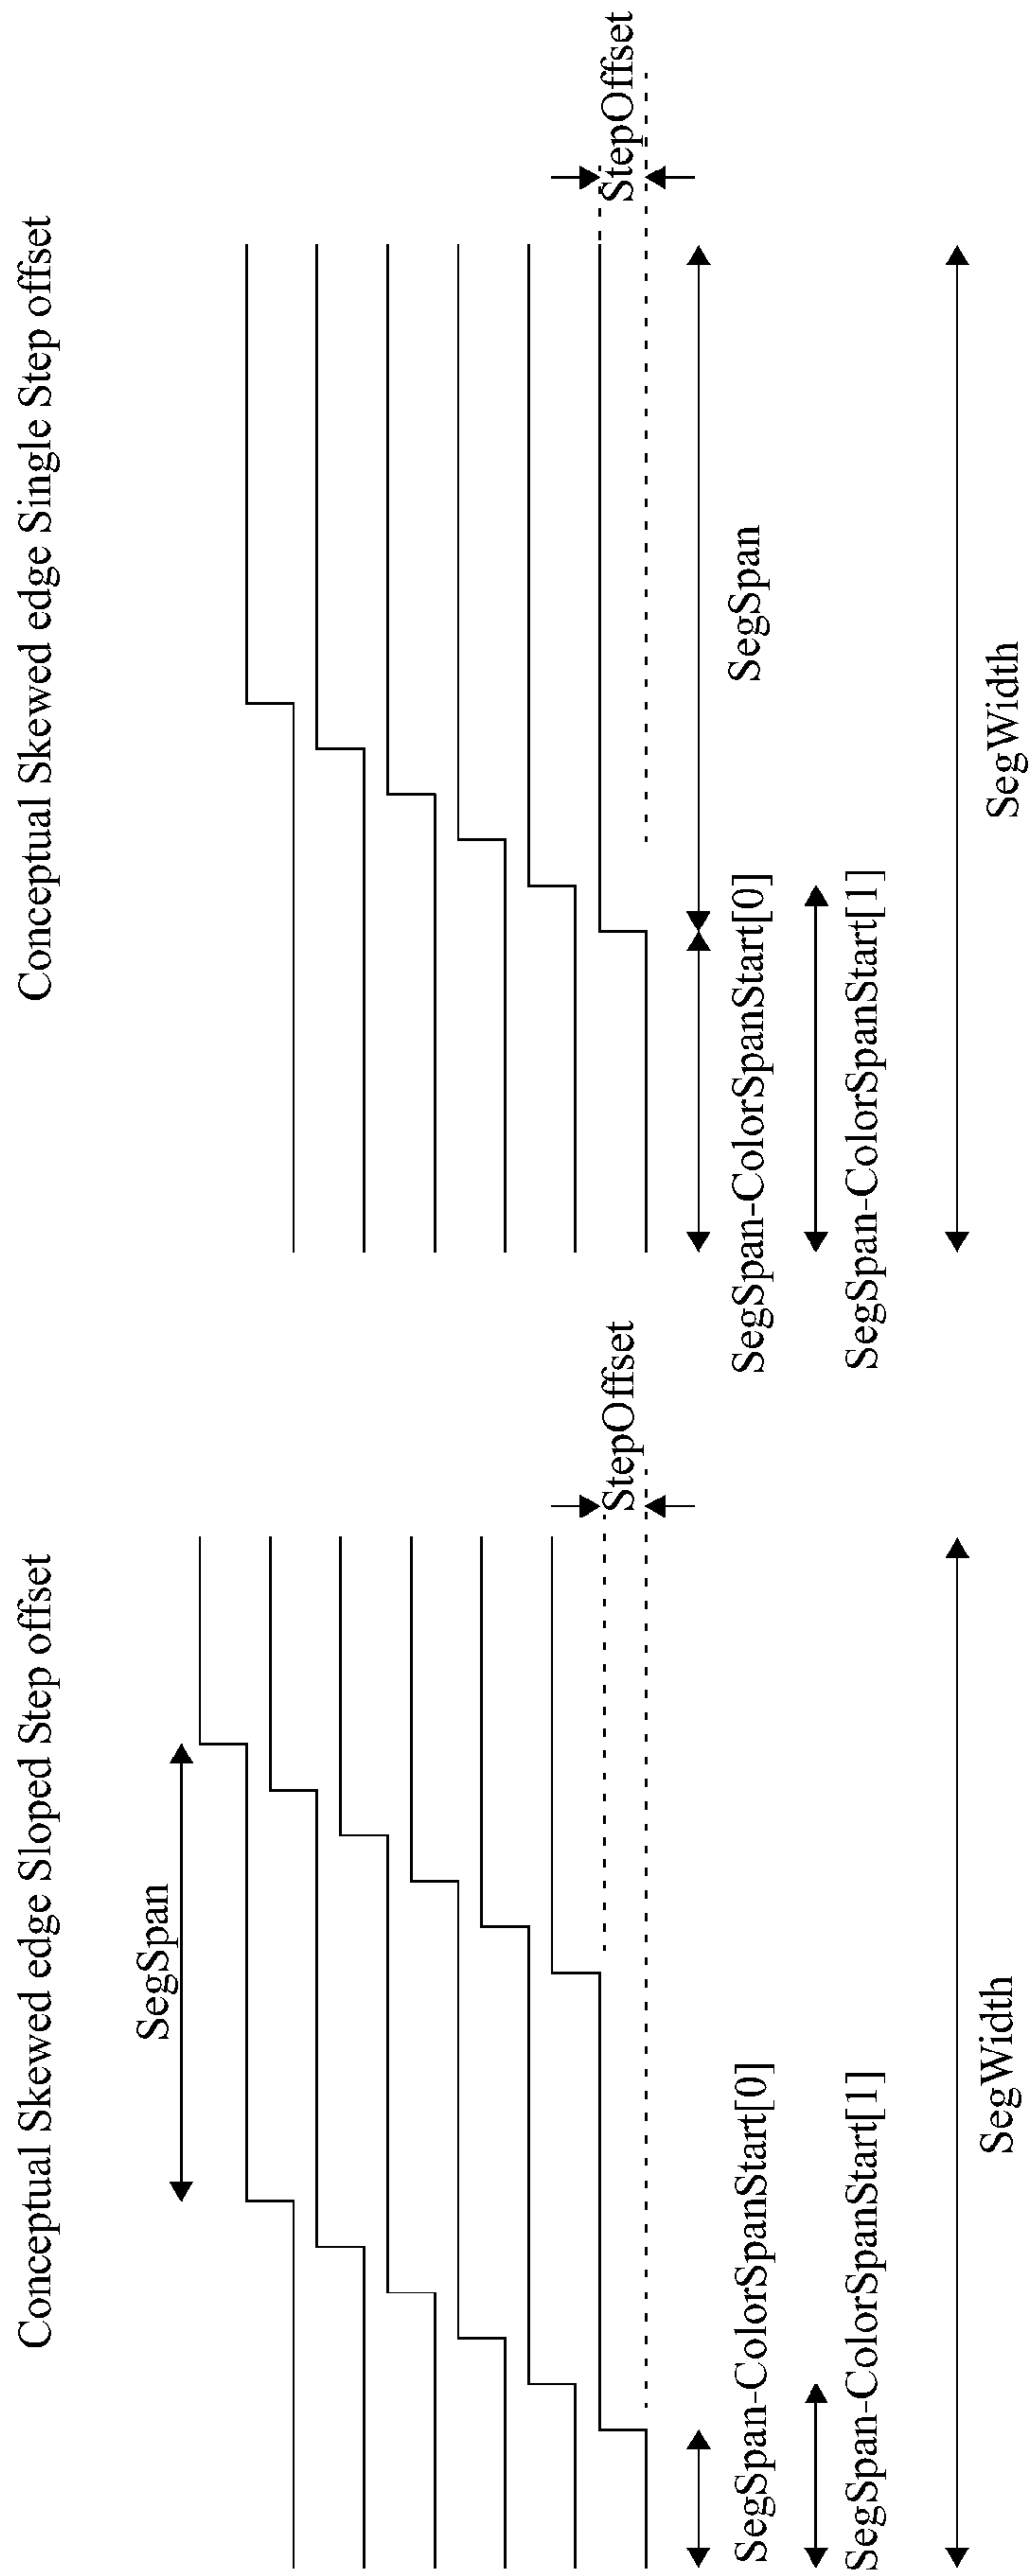 Conceptual Skewed edge Sloped Step offset
SegSpan
StepOffset
SegSpan-ColorSpanStart[0]
SegSpan-ColorSpanStart[1]
SegWidth
Conceptual Skewed edge Single Step offset
StepOffset
SegSpan
SegSpan-ColorSpanStart[0]
SegSpan-ColorSpanStart[1]
SegWidth